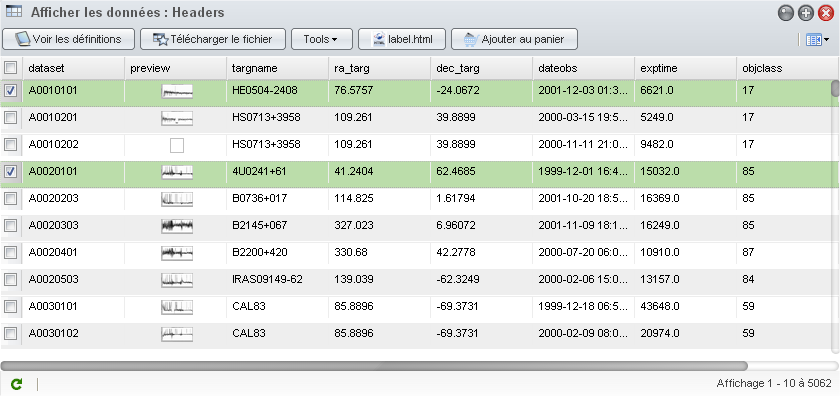 Afficher les données : Headers
Voir les définitions Télécharger le fichier Tools label.html Ajouter au panier
dataset preview targname ra_targ dec_targ dateobs exptime objclass
A0010101 HE0504-2408 76.5757 -24.0672 2001-12-03 01:3... 6621.0 17
A0010201 HS0713+3958 109.261 39.8899 2000-03-15 19:5... 5249.0 17
A0010202 HS0713+3958 109.261 39.8899 2000-11-11 21:0... 9482.0 17
A0020101 4U0241+61 41.2404 62.4685 1999-12-01 16:4... 15032.0 85
A0020203 B0736+017 114.825 1.61794 2001-10-20 18:5... 16369.0 85
A0020303 B2145+067 327.023 6.96072 2001-11-09 18:1... 16249.0 85
A0020401 B2200+420 330.68 42.2778 2000-07-20 06:0... 10910.0 87
A0020503 IRAS09149-62 139.039 -62.3249 2000-02-06 15:0... 13157.0 84
A0030101 CAL83 85.8896 -69.3731 1999-12-18 06:5... 43648.0 59
A0030102 CAL83 85.8896 -69.3731 2000-02-09 08:0... 20974.0 59
Affichage 1 - 10 à 5062